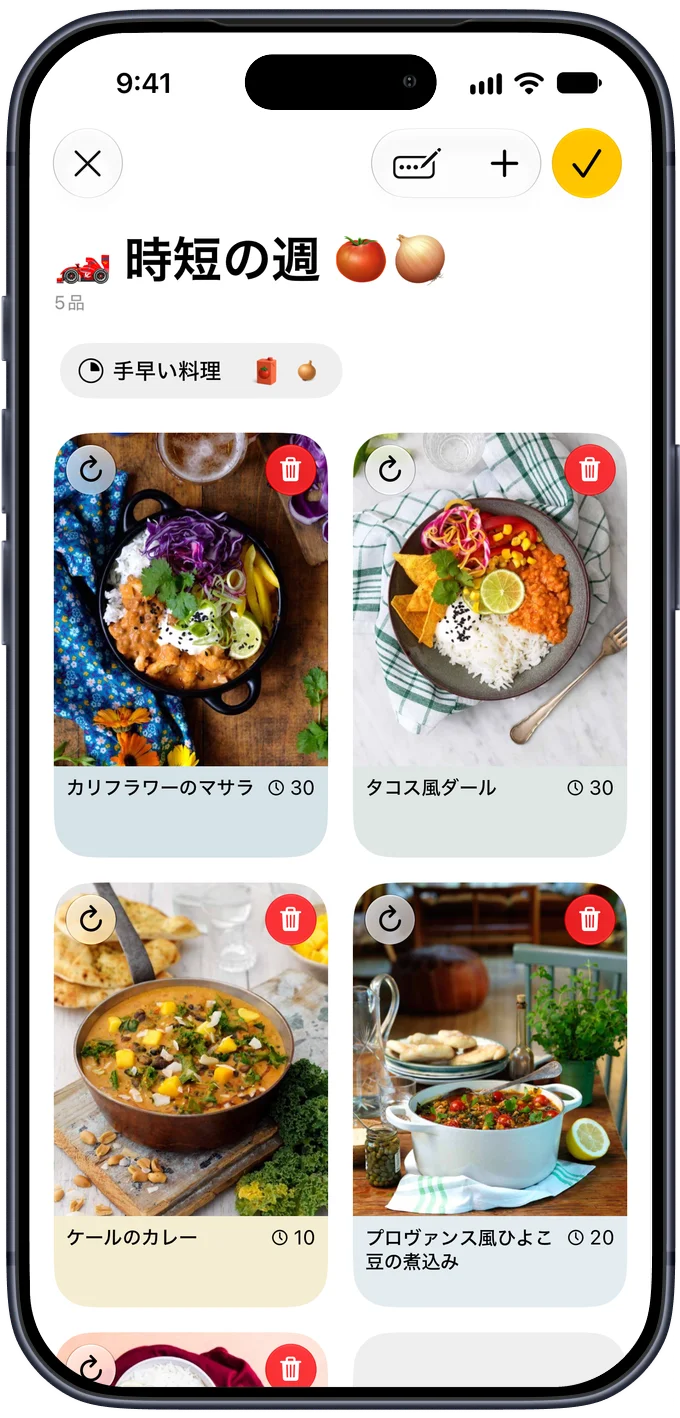 9:41
🏎️ 時短の週 🍅🧅
5品
手早い料理
カリフラワーのマサラ 30
タコス風ダール 30
ケールのカレー 10
プロヴァンス風ひよこ 20
豆の煮込み